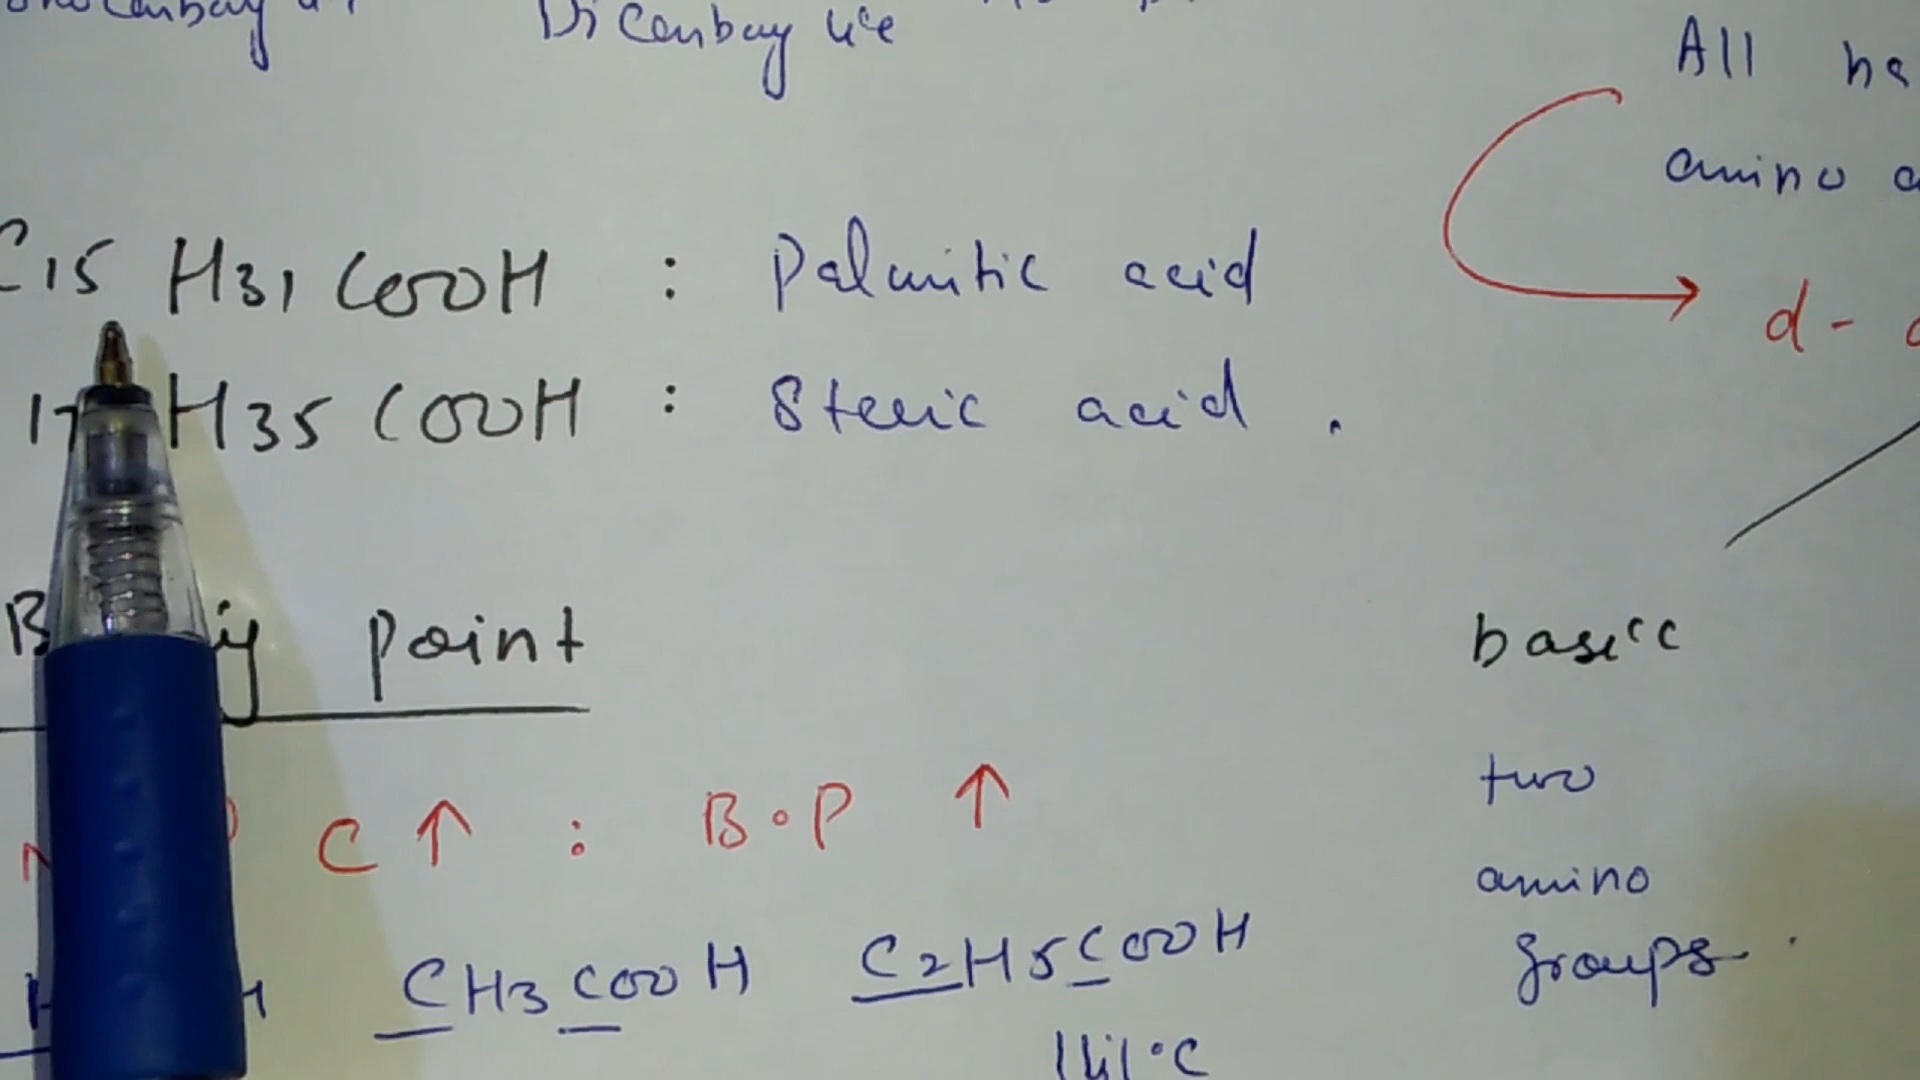 Dicarboxylic
All
amino
C15 H31 COOH : Palmitic acid
d-
17 H35 COOH : Steric acid .
point
basic
two
C ↑ : B.P ↑
amino
CH3COOH C2H5COOH
groups.
141°C